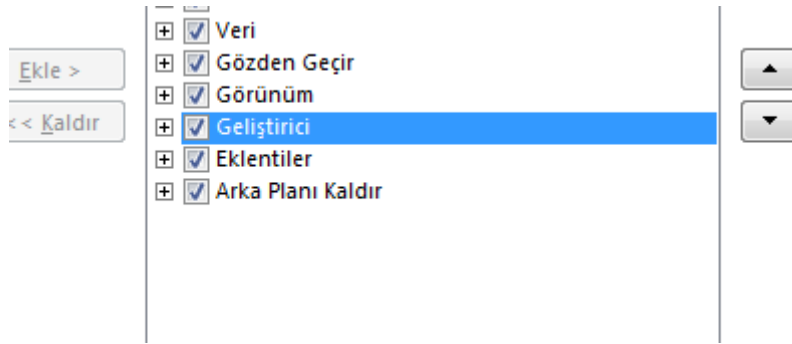 Veri
Gözden Geçir
Ekle >
Görünüm
< Kaldır
Geliştirici
Eklentiler
Arka Planı Kaldır